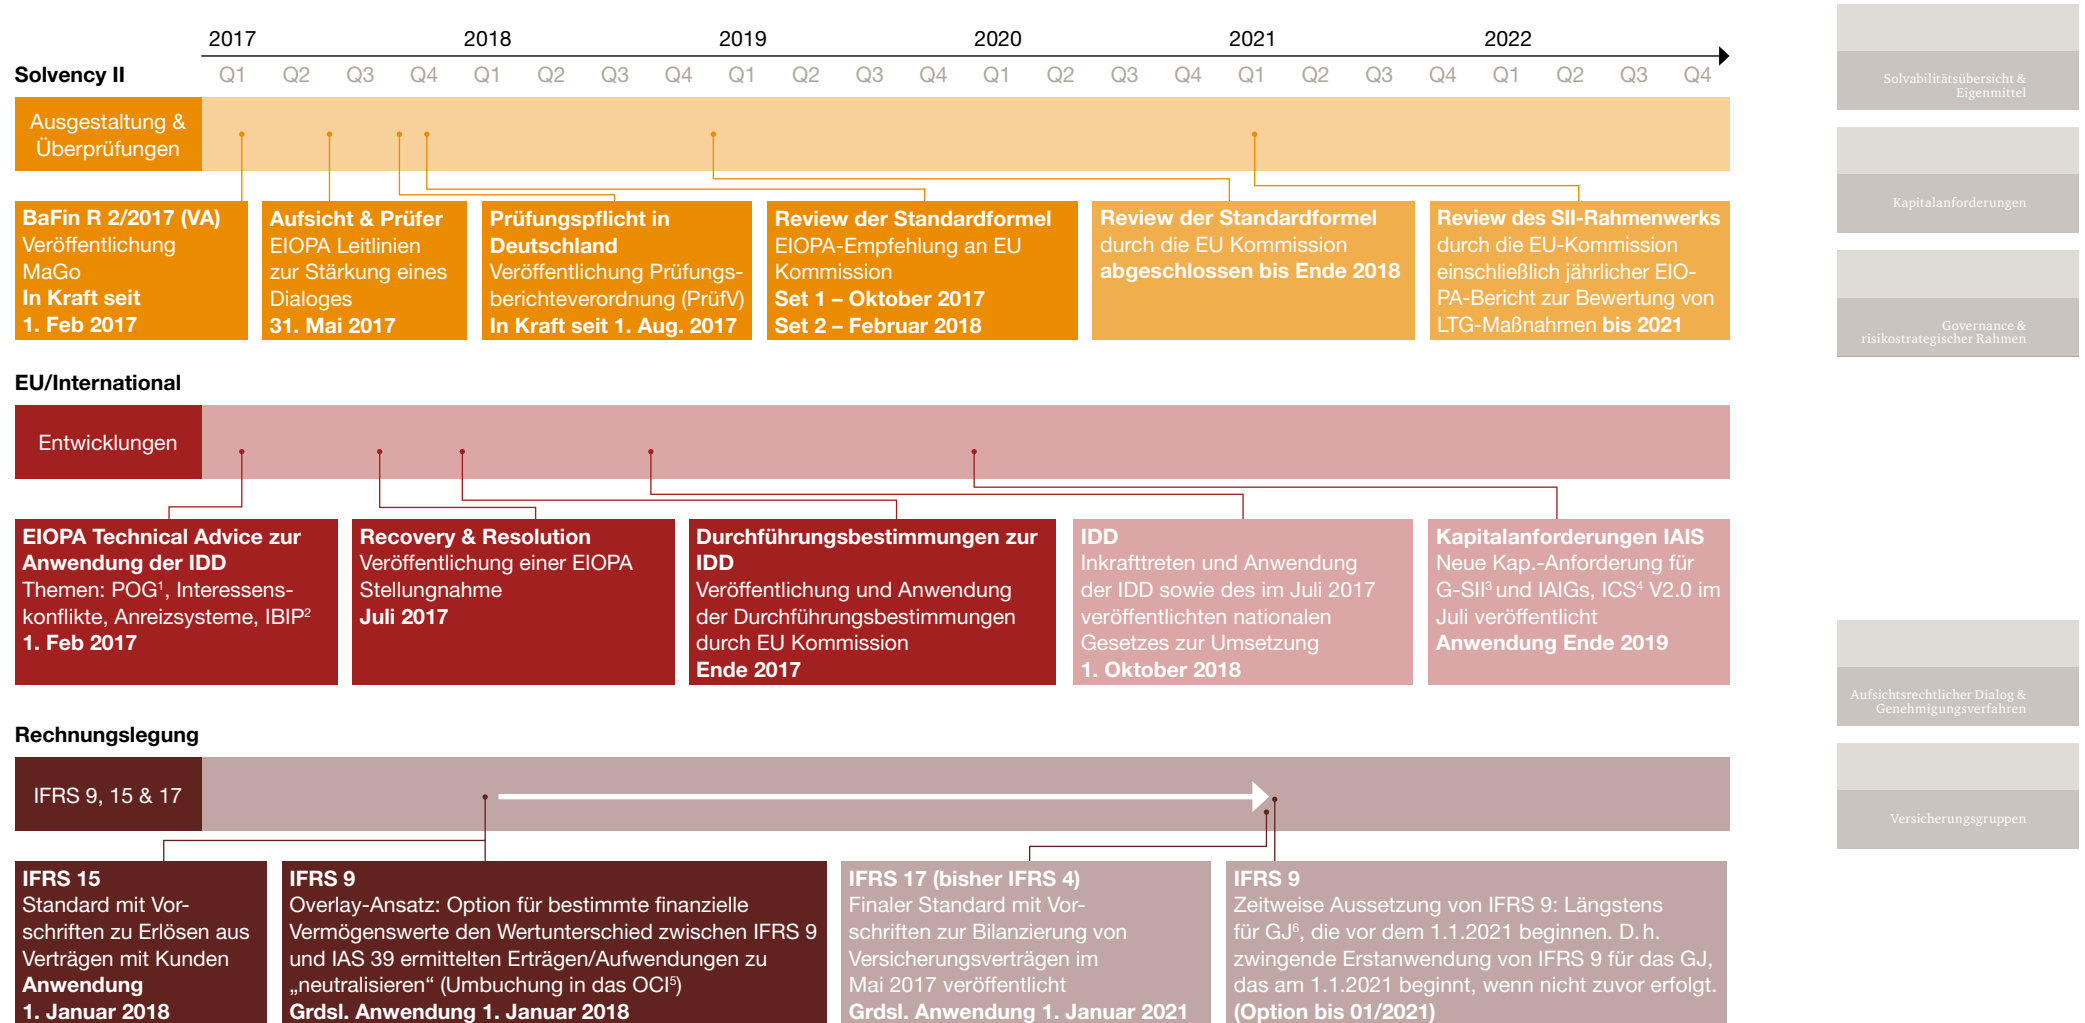 2017 2018 2019 2020 2021 2022
Solvency II
Q1 Q2 Q3 Q4 Q1 Q2 Q3 Q4 Q1 Q2 Q3 Q4 Q1 Q2 Q3 Q4 Q1 Q2 Q3 Q4 Q1 Q2 Q3 Q4
Ausgestaltung &
Überprüfungen
BaFin R 2/2017 (VA)
Veröffentlichung
MaGo
In Kraft seit
1. Feb 2017
Aufsicht & Prüfer
EIOPA Leitlinien
zur Stärkung eines
Dialoges
31. Mai 2017
Prüfungspflicht in
Deutschland
Veröffentlichung Prüfungs-
berichteverordnung (PrüfV)
In Kraft seit 1. Aug. 2017
Review der Standardformel
EIOPA-Empfehlung an EU
Kommission
Set 1 – Oktober 2017
Set 2 – Februar 2018
Review der Standardformel
durch die EU Kommission
abgeschlossen bis Ende 2018
Review des SII-Rahmenwerks
durch die EU-Kommission
einschließlich jährlicher EIO-
PA-Bericht zur Bewertung von
LTG-Maßnahmen bis 2021
EU/International
Entwicklungen
EIOPA Technical Advice zur
Anwendung der IDD
Themen: POG¹, Interessens-
konflikte, Anreizsysteme, IBIP²
1. Feb 2017
Recovery & Resolution
Veröffentlichung einer EIOPA
Stellungnahme
Juli 2017
Durchführungsbestimmungen zur
IDD
Veröffentlichung und Anwendung
der Durchführungsbestimmungen
durch EU Kommission
Ende 2017
IDD
Inkrafttreten und Anwendung
der IDD sowie des im Juli 2017
veröffentlichten nationalen
Gesetzes zur Umsetzung
1. Oktober 2018
Kapitalanforderungen IAIS
Neue Kap.-Anforderung für
G-SII³ und IAIGs, ICS⁴ V2.0 im
Juli veröffentlicht
Anwendung Ende 2019
Rechnungslegung
IFRS 9, 15 & 17
IFRS 15
Standard mit Vor-
schriften zu Erlösen aus
Verträgen mit Kunden
Anwendung
1. Januar 2018
IFRS 9
Overlay-Ansatz: Option für bestimmte finanzielle
Vermögenswerte den Wertunterschied zwischen IFRS 9
und IAS 39 ermittelten Erträgen/Aufwendungen zu
„neutralisieren“ (Umbuchung in das OCI⁵)
Grdsl. Anwendung 1. Januar 2018
IFRS 17 (bisher IFRS 4)
Finaler Standard mit Vor-
schriften zur Bilanzierung von
Versicherungsverträgen im
Mai 2017 veröffentlicht
Grdsl. Anwendung 1. Januar 2021
IFRS 9
Zeitweise Aussetzung von IFRS 9: Längstens
für GJ⁶, die vor dem 1.1.2021 beginnen. D. h.
zwingende Erstanwendung von IFRS 9 für das GJ,
das am 1.1.2021 beginnt, wenn nicht zuvor erfolgt.
(Option bis 01/2021)
Solvabilitätsübersicht &
Eigenmittel
Kapitalanforderungen
Governance &
risikostrategischer Rahmen
Aufsichtsrechtlicher Dialog &
Genehmigungsverfahren
Versicherungsgruppen